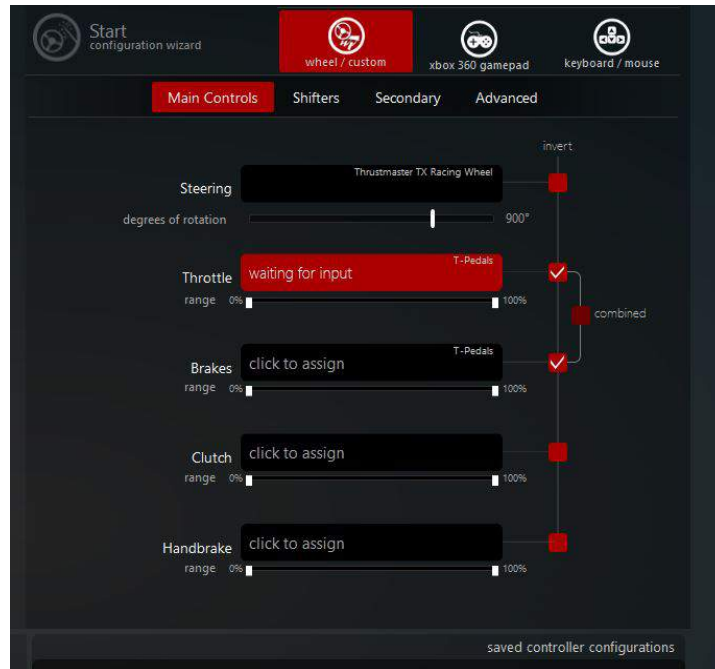 Start
configuration wizard
wheel / custom
xbox 360 gamepad
keyboard / mouse
Main Controls
Shifters
Secondary
Advanced
invert
Steering
Thrustmaster TX Racing Wheel
degrees of rotation
900°
Throttle
waiting for input
T-Pedals
range 0%
100%
combined
Brakes
click to assign
T-Pedals
range 0%
100%
Clutch
click to assign
range 0%
100%
Handbrake
click to assign
range 0%
100%
saved controller configurations